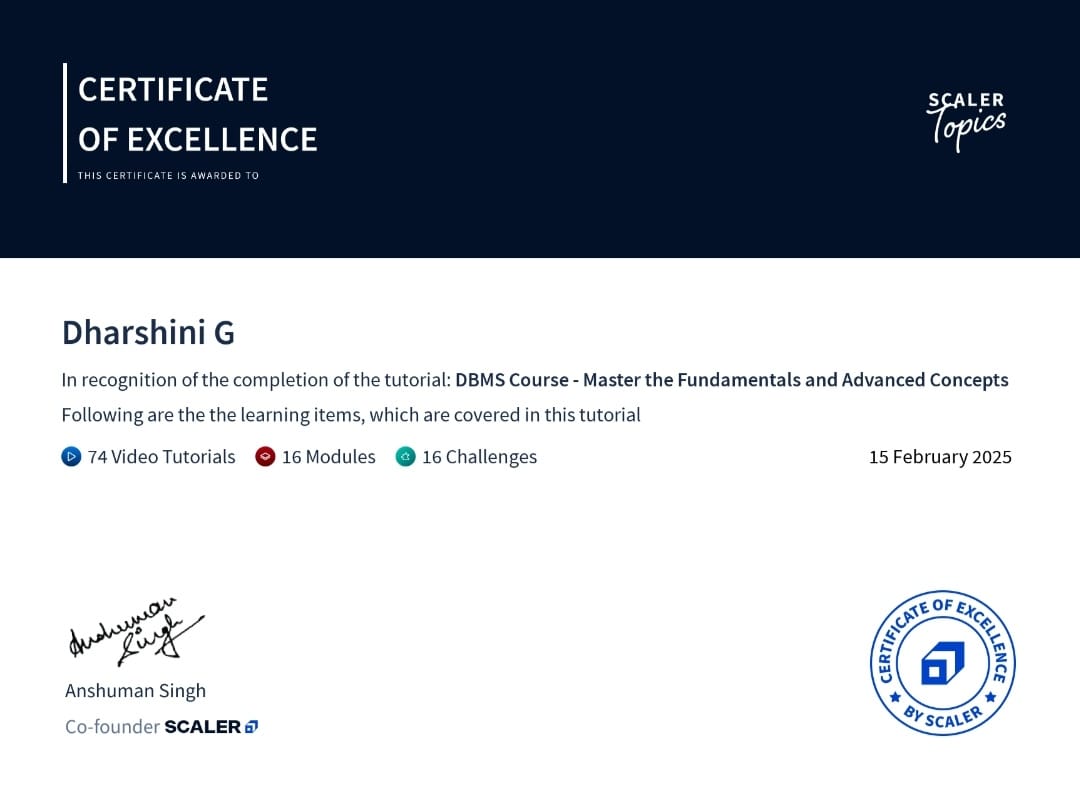 CERTIFICATE
OF EXCELLENCE
THIS CERTIFICATE IS AWARDED TO
SCALER
Topics
Dharshini G
In recognition of the completion of the tutorial: DBMS Course - Master the Fundamentals and Advanced Concepts
Following are the the learning items, which are covered in this tutorial
74 Video Tutorials 16 Modules 16 Challenges
15 February 2025
Anshuman
Singh
Anshuman Singh
Co-founder SCALER
CERTIFICATE OF EXCELLENCE
BY SCALER